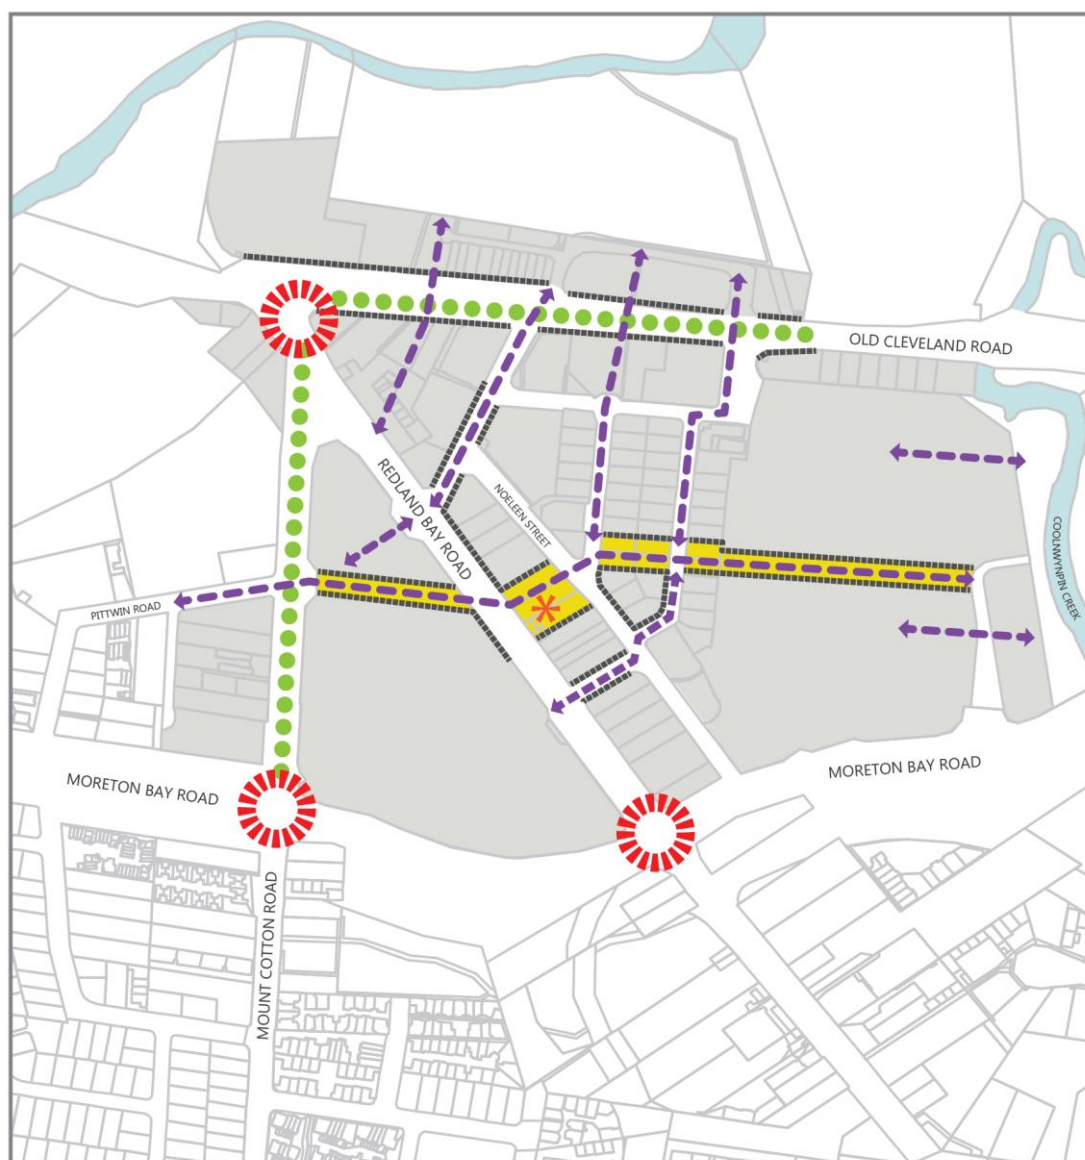 OLD CLEVELAND ROAD
REDLAND BAY ROAD
NOELEEN STREET
COOLNWYNPIN CREEK
PITTWIN ROAD
MORETON BAY ROAD
MORETON BAY ROAD
MOUNT COTTON ROAD